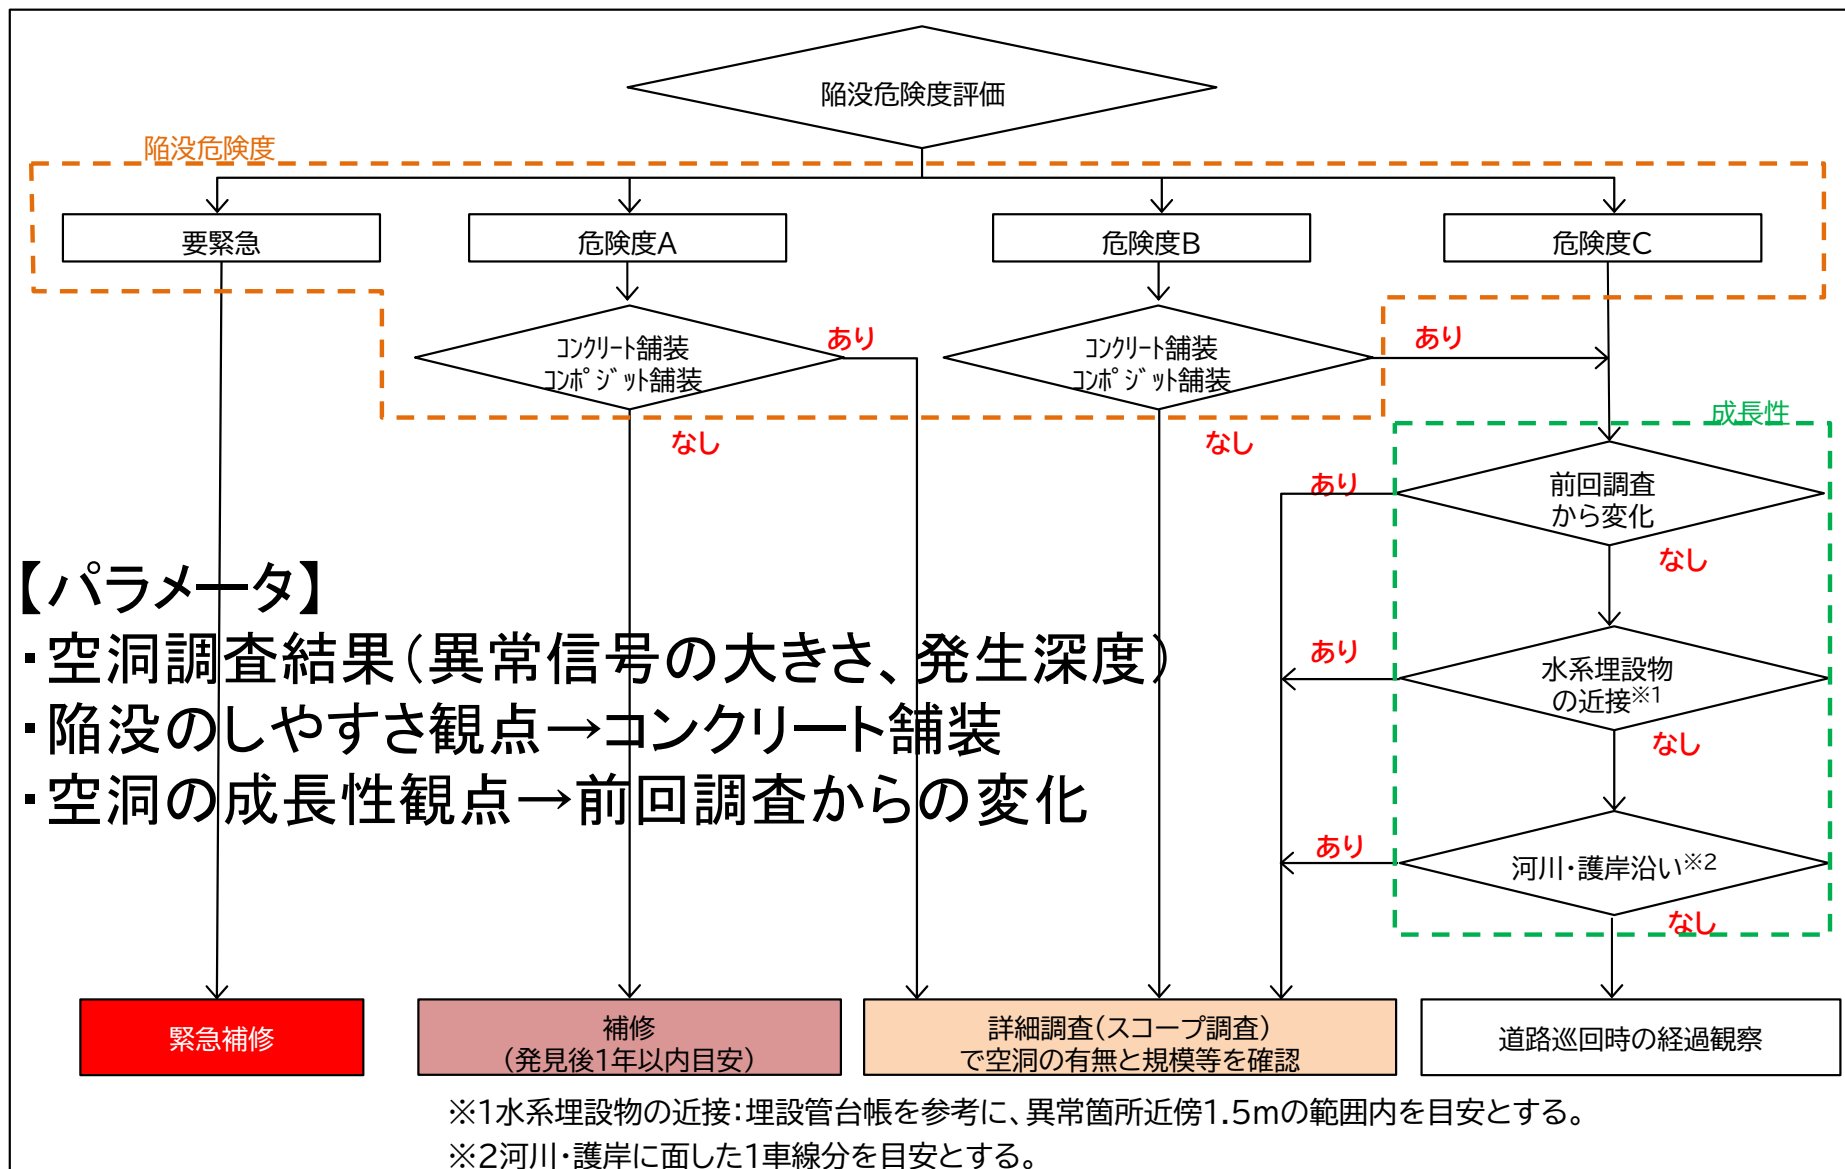 陥没危険度評価
陥没危険度
要緊急
危険度A
危険度B
危険度C
コンクリート舗装
コンポジット舗装
あり
なし
コンクリート舗装
コンポジット舗装
あり
なし
成長性
前回調査
から変化
あり
なし
水系埋設物
の近接※1
あり
なし
河川・護岸沿い※2
あり
なし
【パラメータ】
・空洞調査結果(異常信号の大きさ、発生深度)
・陥没のしやすさ観点→コンクリート舗装
・空洞の成長性観点→前回調査からの変化
緊急補修
補修
(発見後1年以内目安)
詳細調査(スコープ調査)
で空洞の有無と規模等を確認
道路巡回時の経過観察
※1水系埋設物の近接:埋設管台帳を参考に、異常箇所近傍1.5mの範囲内を目安とする。
※2河川・護岸に面した1車線分を目安とする。